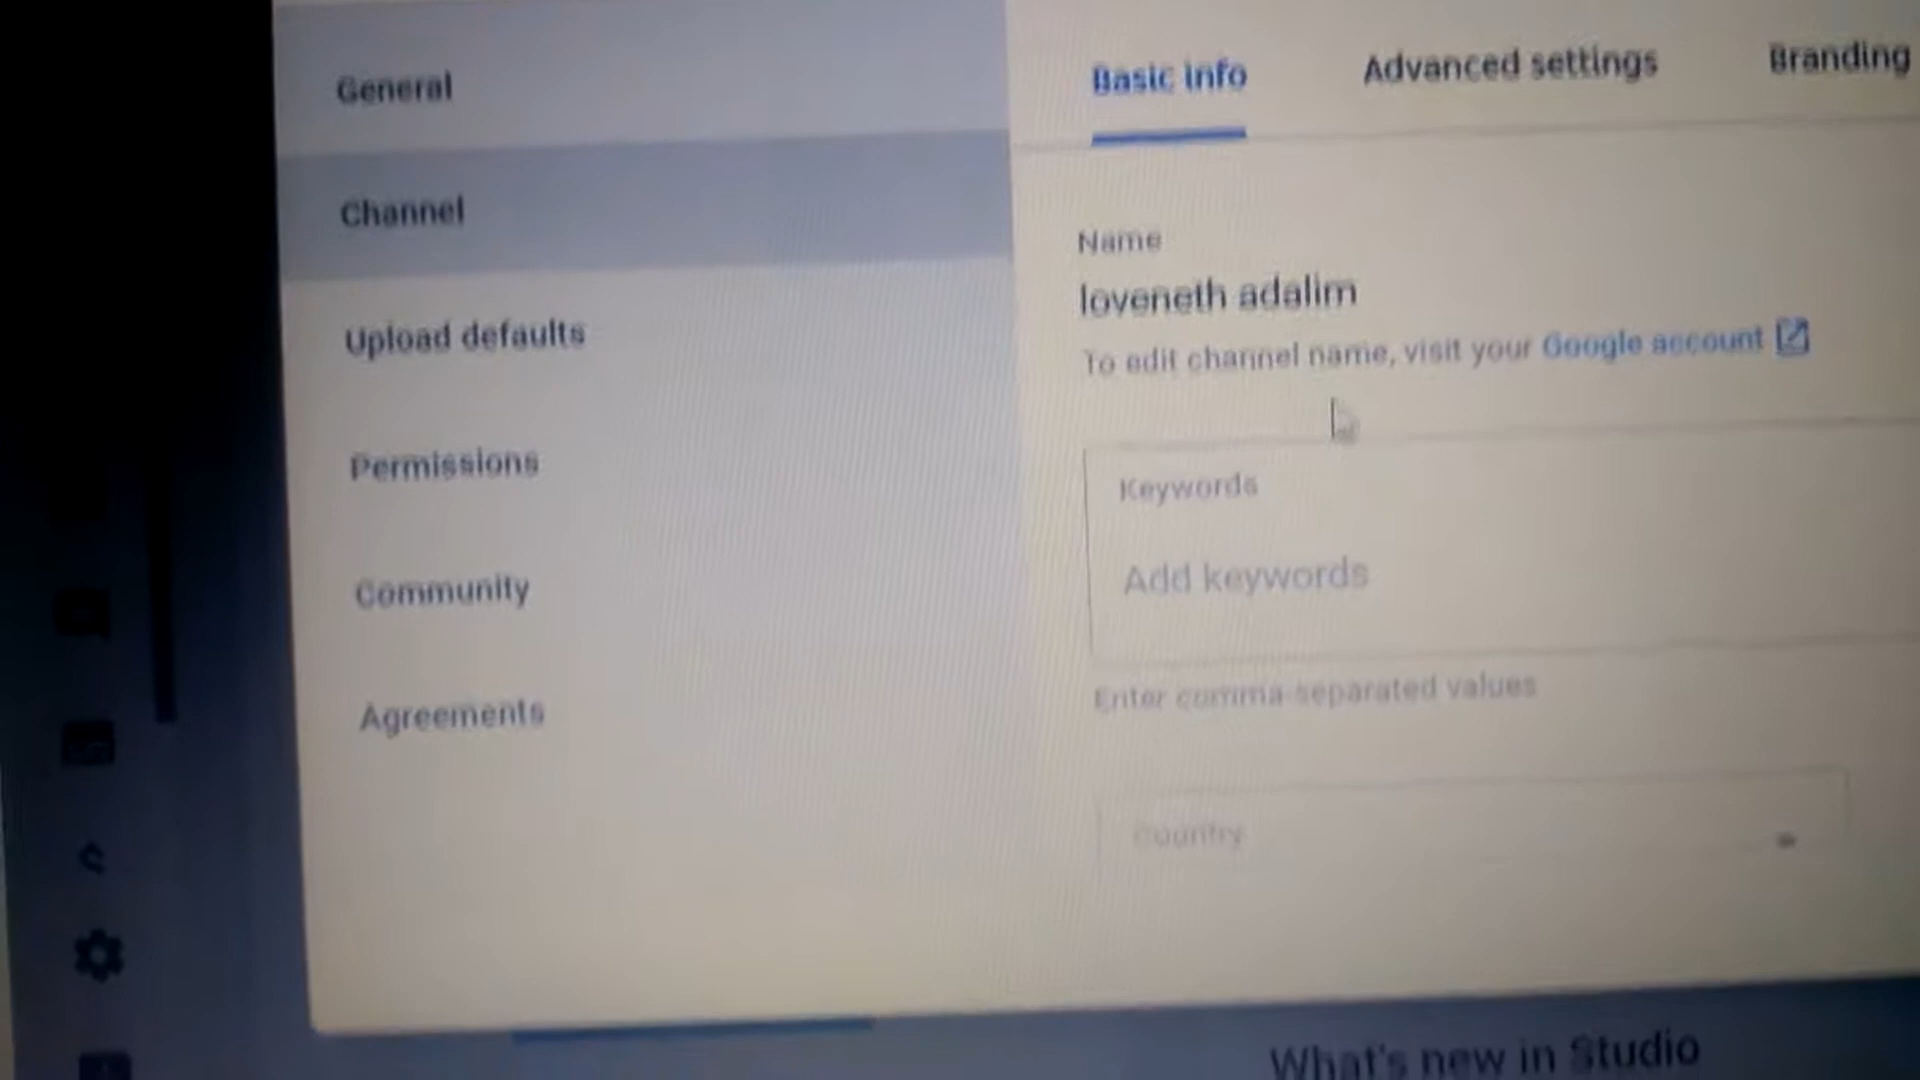 General
Channel
Upload defaults
Permissions
Community
Agreements
Basic info
Advanced settings
Branding
Name
loveneth adalim
To edit channel name, visit your Google account
Keywords
Add keywords
Enter comma-separated values
Country
What's new in Studio